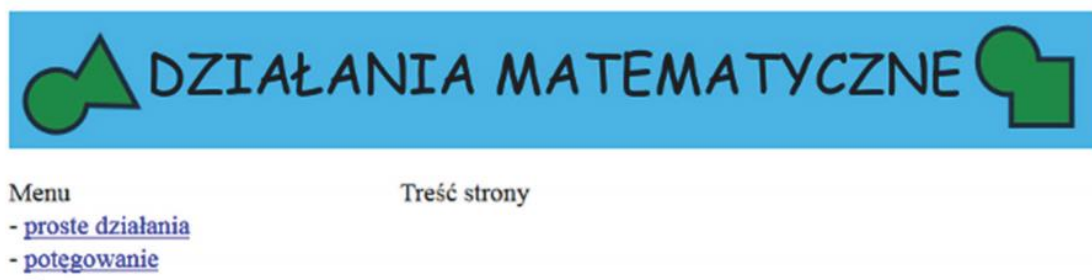 DZIAŁANIA MATEMATYCZNE
Menu
- proste działania
- potęgowanie
Treść strony